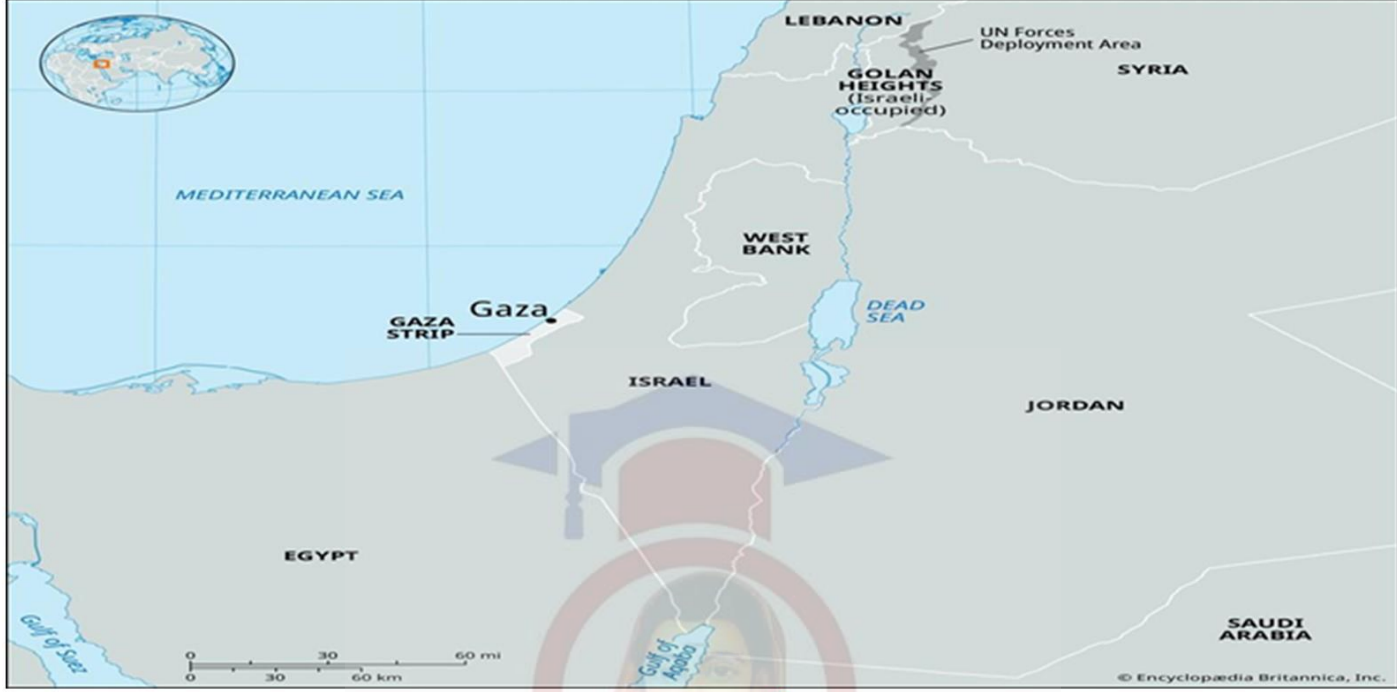 LEBANON
UN Forces
Deployment Area
SYRIA
GOLAN
HEIGHTS
(Israeli-
occupied)
MEDITERRANEAN SEA
WEST
BANK
Gaza
GAZA
STRIP
DEAD
SEA
ISRAEL
JORDAN
EGYPT
Gulf of Suez
Gulf of
Aqaba
SAUDI
ARABIA
0 30 60 mi
0 30 60 km
© Encyclopædia Britannica, Inc.